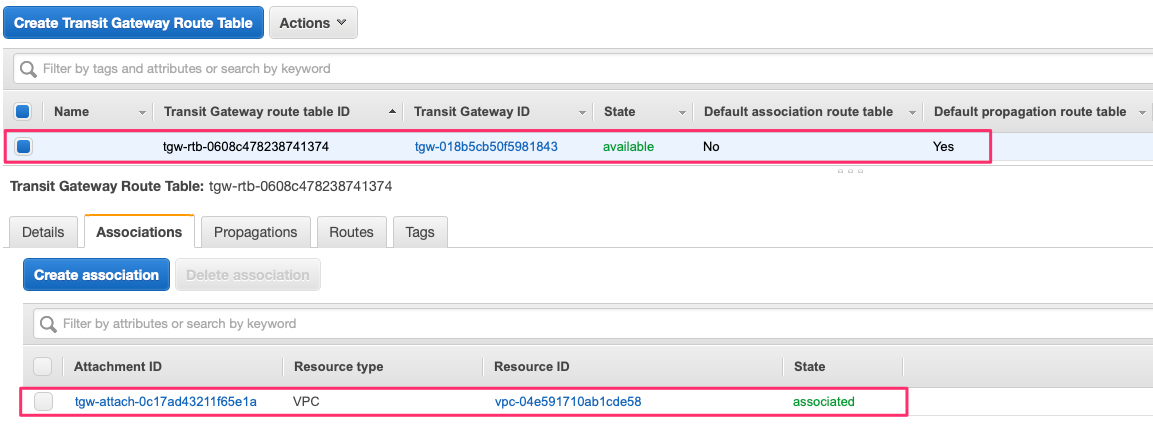 Create Transit Gateway Route Table Actions
Filter by tags and attributes or search by keyword
Name Transit Gateway route table ID Transit Gateway ID State Default association route table Default propagation route table
tgw-rtb-0608c478238741374 tgw-018b5cb50f5981843 available No Yes
Transit Gateway Route Table: tgw-rtb-0608c478238741374
Details Associations Propagations Routes Tags
Create association Delete association
Filter by attributes or search by keyword
Attachment ID Resource type Resource ID State
tgw-attach-0c17ad43211f65e1a VPC vpc-04e591710ab1cde58 associated